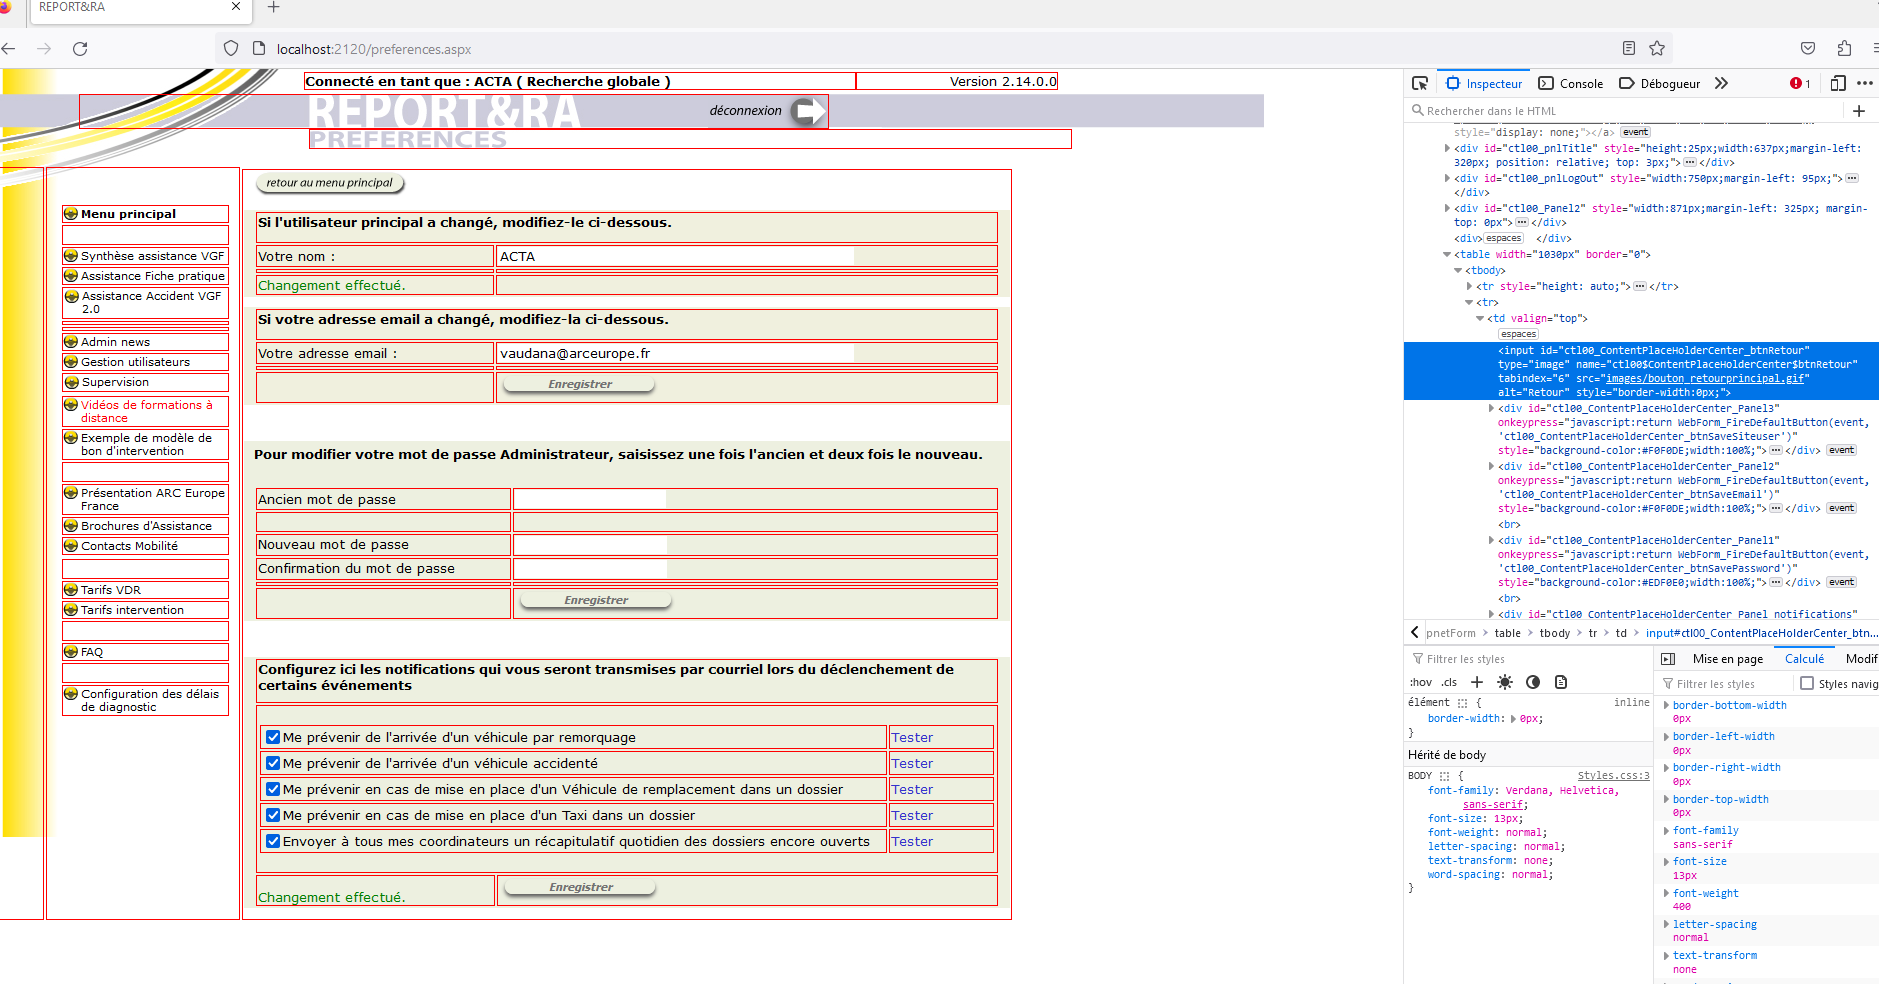 REPORT&RA
localhost:2120/preferences.aspx
Connecté en tant que : ACTA ( Recherche globale )
Version 2.14.0.0
REPORT&RA
déconnexion
PREFERENCES
retour au menu principal
Menu principal
Synthèse assistance VGF
Assistance Fiche pratique
Assistance Accident VGF
2.0
Admin news
Gestion utilisateurs
Supervision
Vidéos de formations à
distance
Exemple de modèle de
bon d'intervention
Présentation ARC Europe
France
Brochures d'Assistance
Contacts Mobilité
Tarifs VDR
Tarifs intervention
FAQ
Configuration des délais
de diagnostic
Si l'utilisateur principal a changé, modifiez-le ci-dessous.
Votre nom :
ACTA
Changement effectué.
Si votre adresse email a changé, modifiez-la ci-dessous.
Votre adresse email :
vaudana@arceurope.fr
Enregistrer
Pour modifier votre mot de passe Administrateur, saisissez une fois l'ancien et deux fois le nouveau.
Ancien mot de passe
Nouveau mot de passe
Confirmation du mot de passe
Enregistrer
Configurez ici les notifications qui vous seront transmises par courriel lors du déclenchement de
certains événements
Me prévenir de l'arrivée d'un véhicule par remorquage
Tester
Me prévenir de l'arrivée d'un véhicule accidenté
Tester
Me prévenir en cas de mise en place d'un Véhicule de remplacement dans un dossier
Tester
Me prévenir en cas de mise en place d'un Taxi dans un dossier
Tester
Envoyer à tous mes coordinateurs un récapitulatif quotidien des dossiers encore ouverts
Tester
Changement effectué.
Enregistrer
Inspecteur
Console
Débogueur
1
Rechercher dans le HTML
style="display: none;"></a> event
<div id="ctl00_pnlTitle" style="height:25px;width:637px;margin-left:
320px; position: relative; top: 3px;"></div>
<div id="ctl00_pnlLogOut" style="width:750px;margin-left: 95px;">
</div>
<div id="ctl00_Panel2" style="width:871px;margin-left: 325px; margin-
top: 0px"></div>
<div>espaces </div>
<table width="1030px" border="0">
<tbody>
<tr style="height: auto;"></tr>
<tr>
<td valign="top">
espaces
<input id="ctl00_ContentPlaceHolderCenter_btnRetour"
type="image" name="ctl00$ContentPlaceHolderCenter$btnRetour"
tabindex="6" src="images/bouton_retourprincipal.gif"
alt="Retour" style="border-width:0px;">
<div id="ctl00_ContentPlaceHolderCenter_Panel3"
onkeypress="javascript:return WebForm_FireDefaultButton(event,
'ctl00_ContentPlaceHolderCenter_btnSaveSiteuser')"
style="background-color:#F0F0DE;width:100%;"></div> event
<div id="ctl00_ContentPlaceHolderCenter_Panel2"
onkeypress="javascript:return WebForm_FireDefaultButton(event,
'ctl00_ContentPlaceHolderCenter_btnSaveEmail')"
style="background-color:#F0F0DE;width:100%;"></div> event
<br>
<div id="ctl00_ContentPlaceHolderCenter_Panel1"
onkeypress="javascript:return WebForm_FireDefaultButton(event,
'ctl00_ContentPlaceHolderCenter_btnSavePassword')"
style="background-color:#EDF0E0;width:100%;"></div> event
<br>
<div id="ctl00_ContentPlaceHolderCenter_Panel_notifications"
pnetForm > table > tbody > tr > td > input#ctl00_ContentPlaceHolderCenter_btn...
Filtrer les styles
:hov .cls
élément { inline
border-width: 0px;
}
Hérité de body
BODY { Styles.css:3
font-family: Verdana, Helvetica,
sans-serif;
font-size: 13px;
font-weight: normal;
letter-spacing: normal;
text-transform: none;
word-spacing: normal;
}
Mise en page
Calculé
Modif
Filtrer les styles
Styles navig
border-bottom-width
0px
border-left-width
0px
border-right-width
0px
border-top-width
0px
font-family
sans-serif
font-size
13px
font-weight
400
letter-spacing
normal
text-transform
none